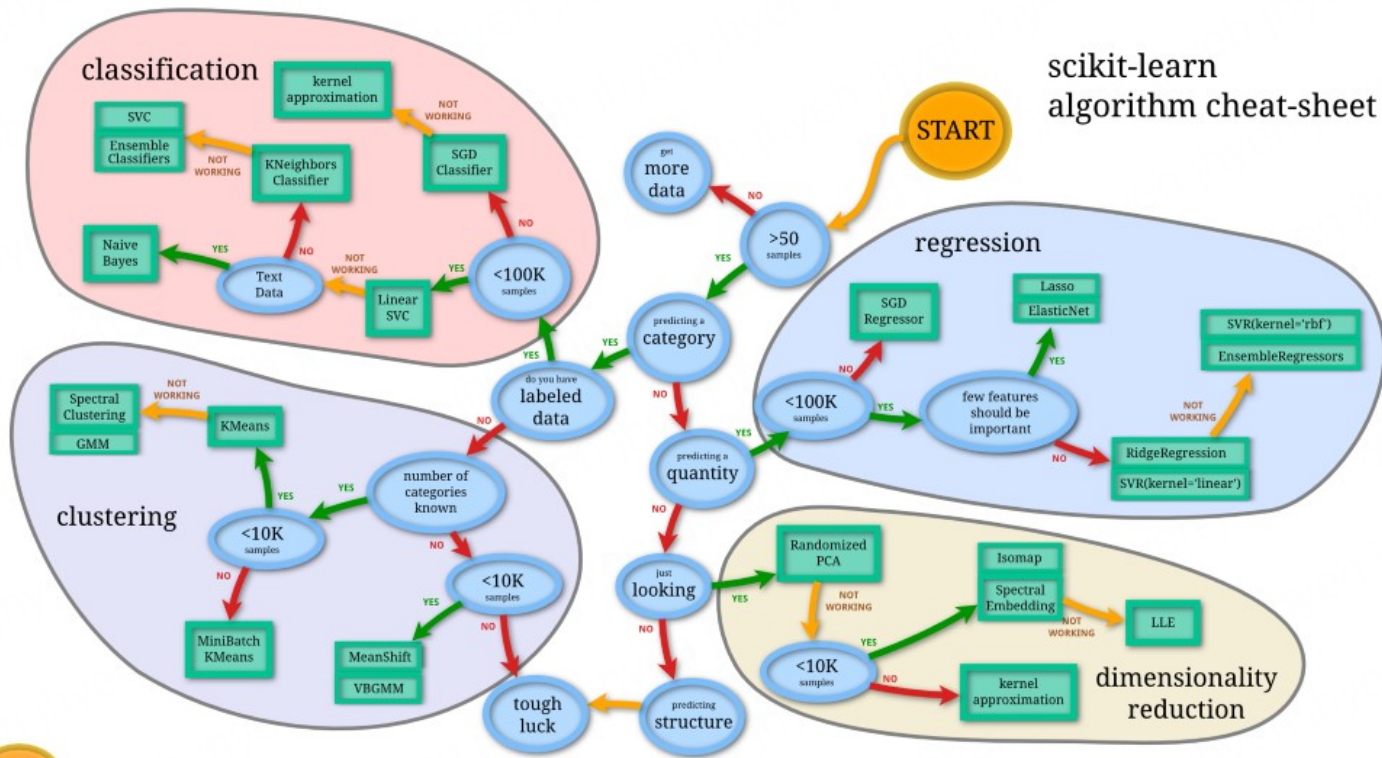 scikit-learn
algorithm cheat-sheet
START
>50
samples
NO
get
more
data
YES
predicting a
category
YES
do you have
labeled
data
YES
classification
<100K
samples
NO
SGD
Classifier
NOT
WORKING
kernel
approximation
YES
Linear
SVC
NOT
WORKING
Text
Data
YES
Naive
Bayes
NO
KNeighbors
Classifier
NOT
WORKING
SVC
Ensemble
Classifiers
NO
clustering
number of
categories
known
YES
<10K
samples
YES
KMeans
NOT
WORKING
Spectral
Clustering
GMM
NO
MiniBatch
KMeans
NO
<10K
samples
YES
MeanShift
VBGMM
NO
tough
luck
NO
predicting a
quantity
YES
regression
<100K
samples
NO
SGD
Regressor
YES
few features
should be
important
YES
Lasso
ElasticNet
NO
RidgeRegression
SVR(kernel='linear')
NOT
WORKING
SVR(kernel='rbf')
EnsembleRegressors
NO
just
looking
YES
dimensionality
reduction
Randomized
PCA
NOT
WORKING
<10K
samples
YES
Isomap
Spectral
Embedding
NOT
WORKING
LLE
NO
kernel
approximation
NO
predicting
structure